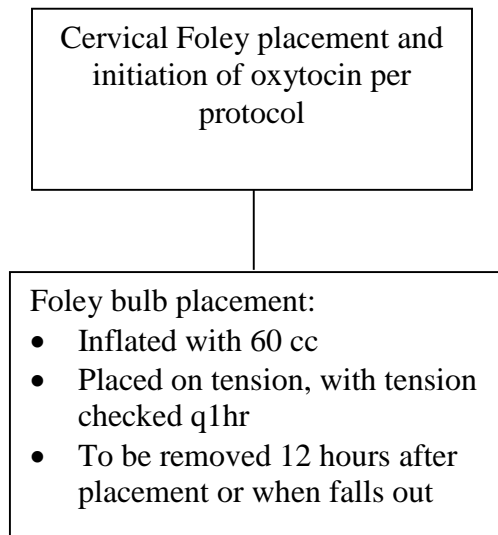 Cervical Foley placement and
initiation of oxytocin per
protocol
Foley bulb placement:
• Inflated with 60 cc
• Placed on tension, with tension
checked q1hr
• To be removed 12 hours after
placement or when falls out